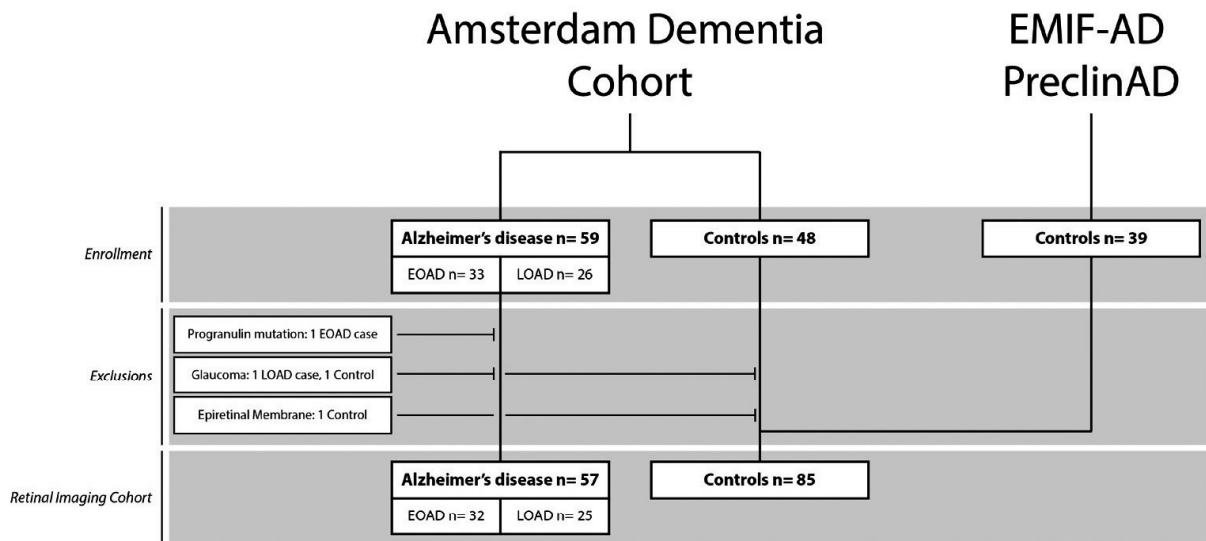 Amsterdam Dementia
Cohort
EMIF-AD
PreclinAD
Enrollment
Alzheimer's disease n= 59
EOAD n= 33
LOAD n= 26
Controls n= 48
Controls n= 39
Exclusions
Progranulin mutation: 1 EOAD case
Glaucoma: 1 LOAD case, 1 Control
Epiretinal Membrane: 1 Control
Retinal Imaging Cohort
Alzheimer's disease n= 57
EOAD n= 32
LOAD n= 25
Controls n= 85